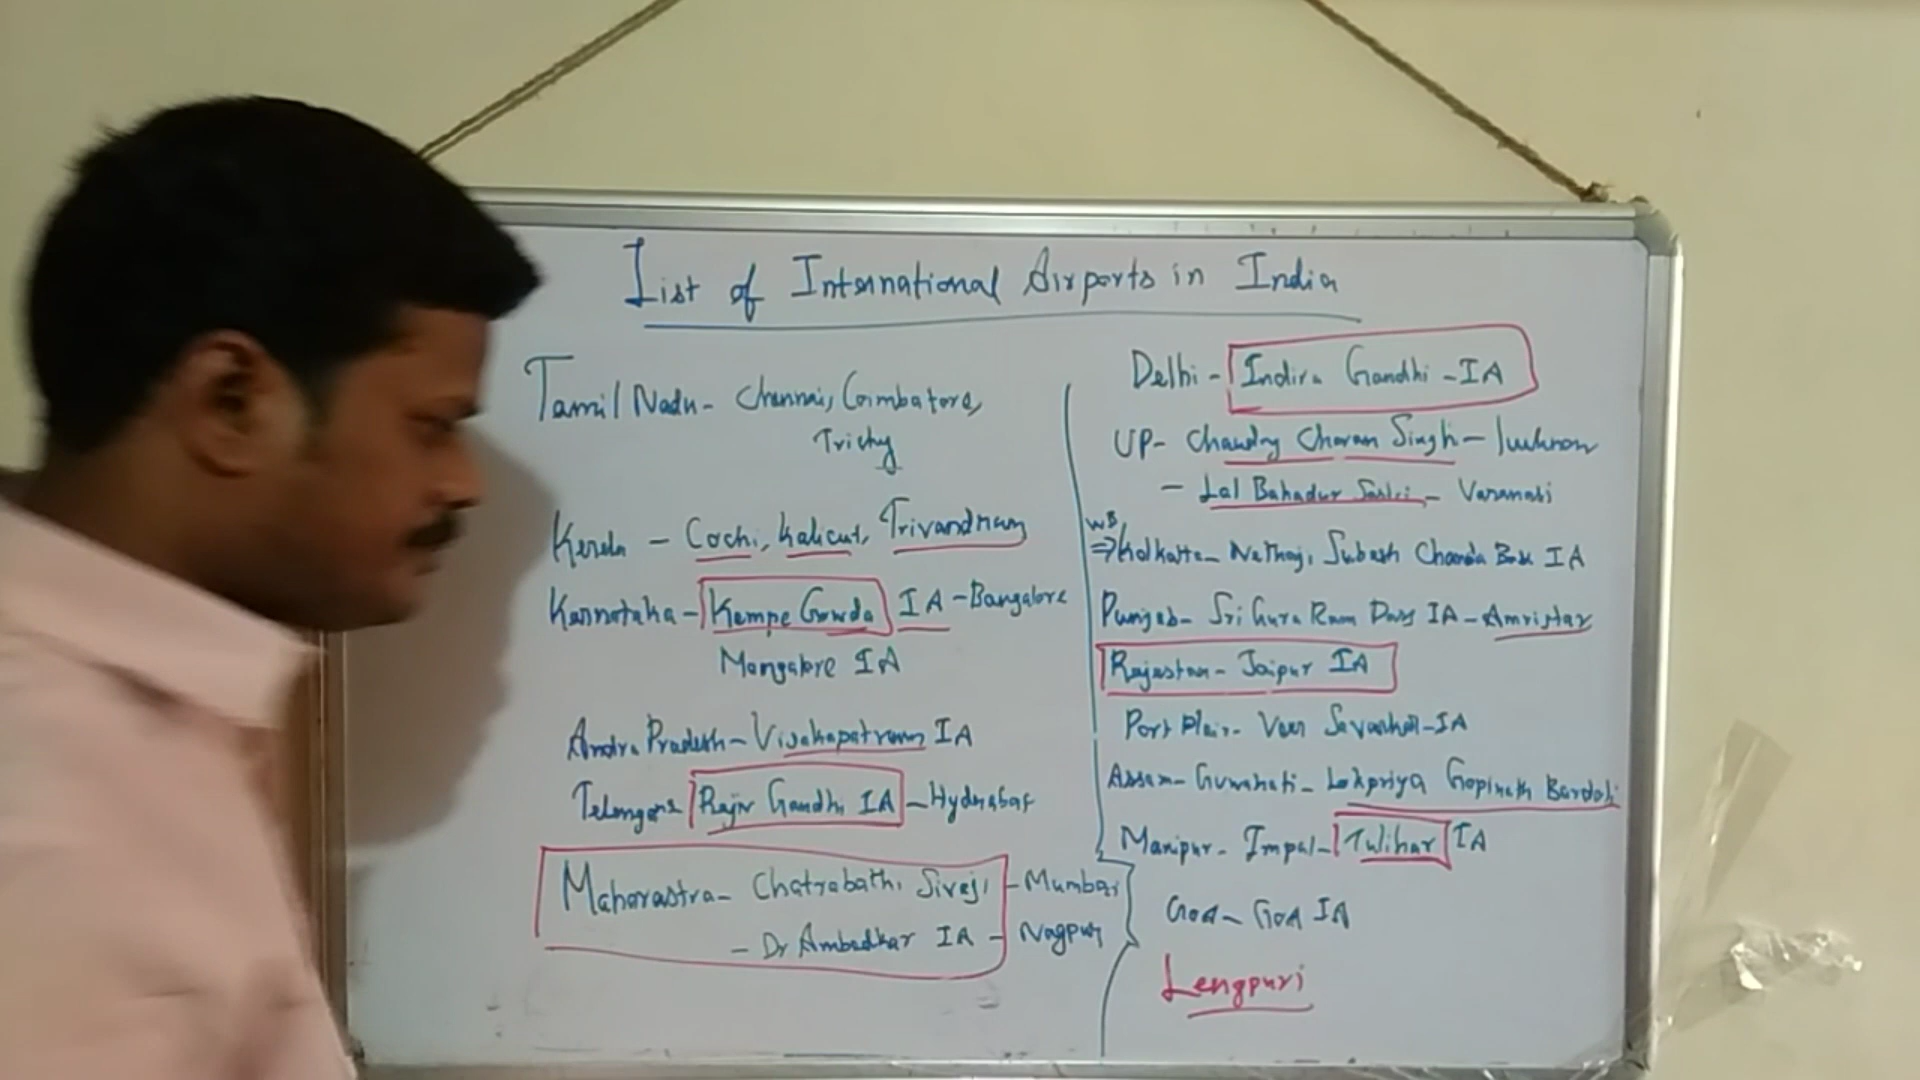 List of International Airports in India
Tamil Nadu - Chennai, Coimbatore,
Trichy
Kerela - Cochi, Kalicut, Trivandrum
Karnataka - Kempe Gowda IA - Bangalore
Mangalore IA
Andra Pradesh - Visakapatnam IA
Telengana Rajiv Gandhi IA - Hyderabad
Maharastra - Chatrabathi Sivaji - Mumbai
- Dr Ambedkar IA - Nagpur
Delhi - Indira Gandhi - IA
UP - Charan Singh - lucknow
- Lal Bahadur Sastri - Varanasi
WB
⇒ Kolkatta - Subash Chandra Bose IA
Punjab - Sri Guru Ram Dass IA - Amristar
Rajastan - Jaipur IA
Port Blair - Veer Savarkar - IA
Assam - Guwahati - Lokpriya Gopinath Bardoli
Manipur - Impal - Tulihar IA
Goa - Goa IA
Lengpuri